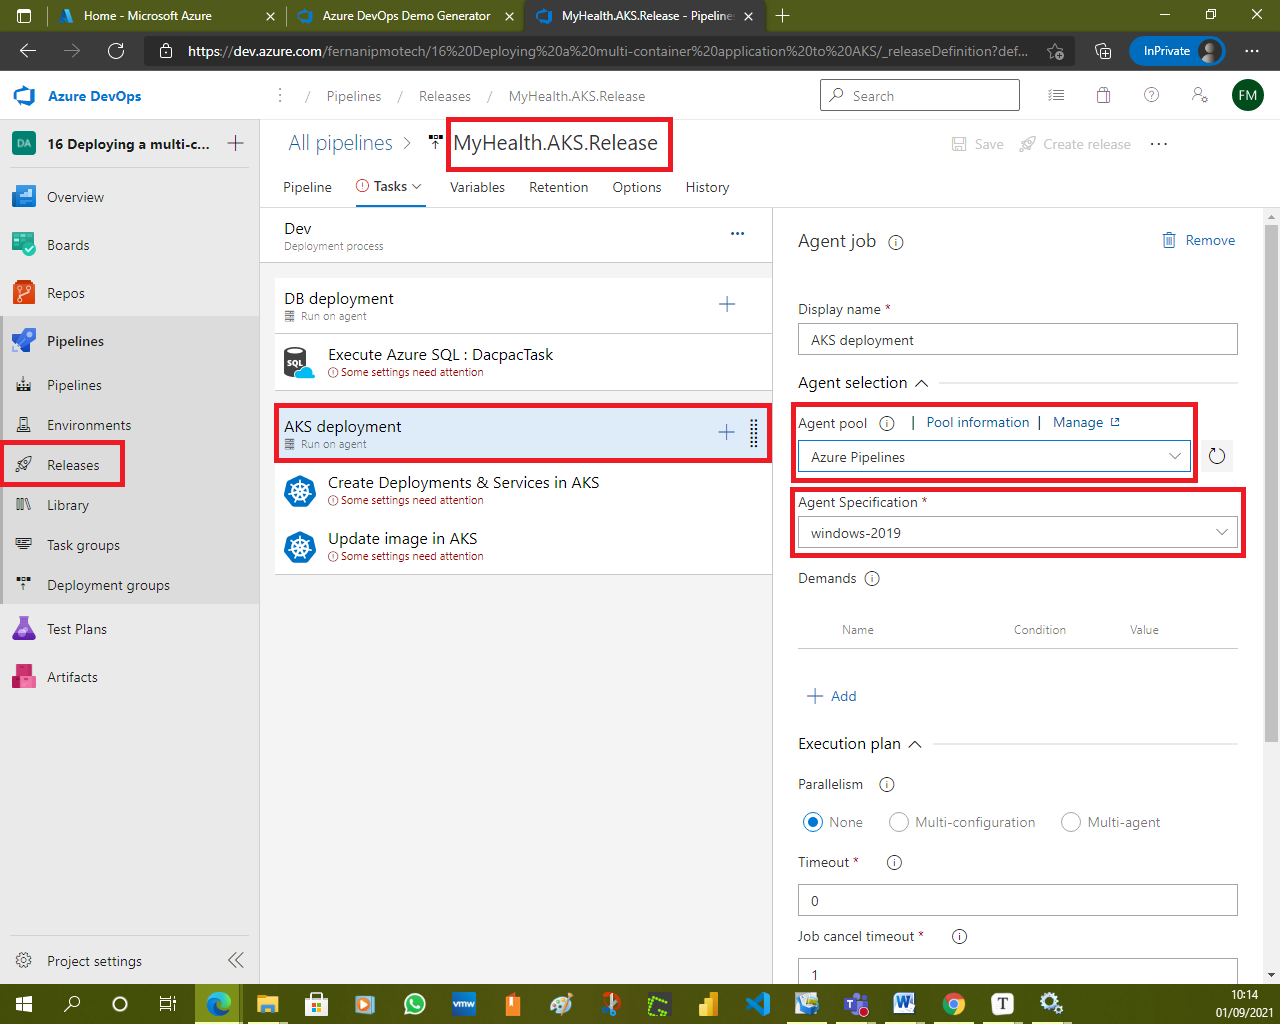 Home - Microsoft Azure
Azure DevOps Demo Generator
MyHealth.AKS.Release - Pipelines
https://dev.azure.com/fernanipmotech/16%20Deploying%20a%20multi-container%20application%20to%20AKS/_releaseDefinition?def...
InPrivate
Azure DevOps
/ Pipelines / Releases / MyHealth.AKS.Release
Search
FM
DA
16 Deploying a multi-c...
All pipelines
MyHealth.AKS.Release
Save
Create release
Pipeline
Tasks
Variables
Retention
Options
History
Overview
Boards
Repos
Pipelines
Pipelines
Environments
Releases
Library
Task groups
Deployment groups
Test Plans
Artifacts
Project settings
Dev
Deployment process
DB deployment
Run on agent
SQL
Execute Azure SQL : DacpacTask
Some settings need attention
AKS deployment
Run on agent
Create Deployments & Services in AKS
Some settings need attention
Update image in AKS
Some settings need attention
Agent job
Remove
Display name *
AKS deployment
Agent selection
Agent pool | Pool information | Manage
Azure Pipelines
Agent Specification *
windows-2019
Demands
Name Condition Value
Add
Execution plan
Parallelism
None Multi-configuration Multi-agent
Timeout *
0
Job cancel timeout *
1
vmw
T
10:14
01/09/2021